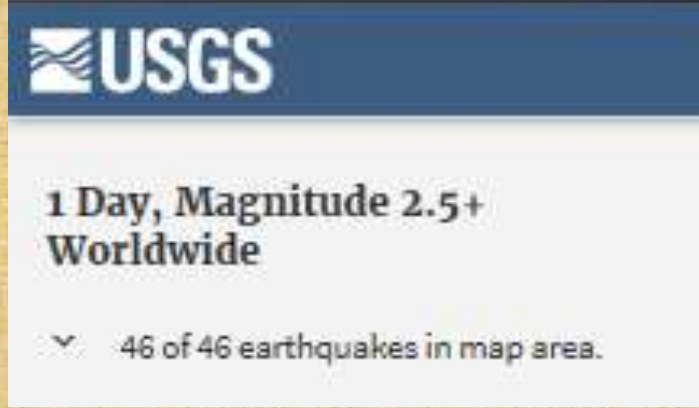 USGS
1 Day, Magnitude 2.5+
Worldwide
46 of 46 earthquakes in map area.